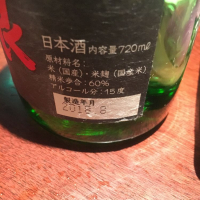 日本酒 内容量720ml
原材料名：
米（国産）・米麹（国産米）
精米歩合：60%
アルコール分：15度
製造年月
2018.8